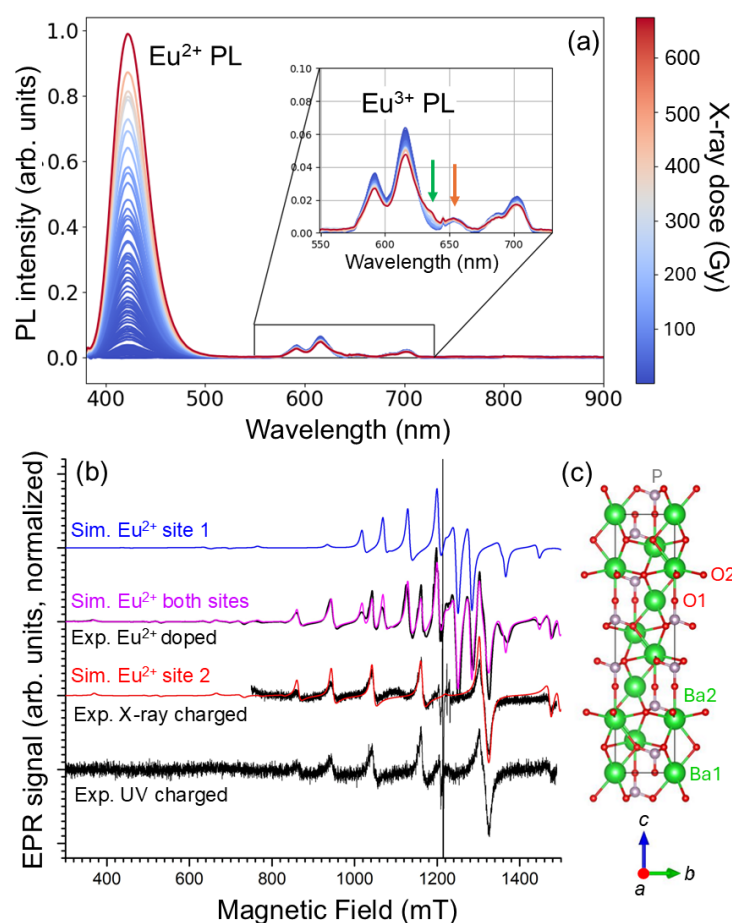 (a)
Eu²⁺ PL
Eu³⁺ PL
PL intensity (arb. units)
1.0
0.8
0.6
0.4
0.2
0.0
400
500
600
700
800
900
Wavelength (nm)
0.10
0.08
0.06
0.04
0.02
0.00
550
600
650
700
Wavelength (nm)
600
500
400
300
200
100
X-ray dose (Gy)
(b)
EPR signal (arb. units, normalized)
Sim. Eu²⁺ site 1
Sim. Eu²⁺ both sites
Exp. Eu²⁺ doped
Sim. Eu²⁺ site 2
Exp. X-ray charged
Exp. UV charged
400
600
800
1000
1200
1400
Magnetic Field (mT)
(c)
P
O2
O1
Ba2
Ba1
c
a
b